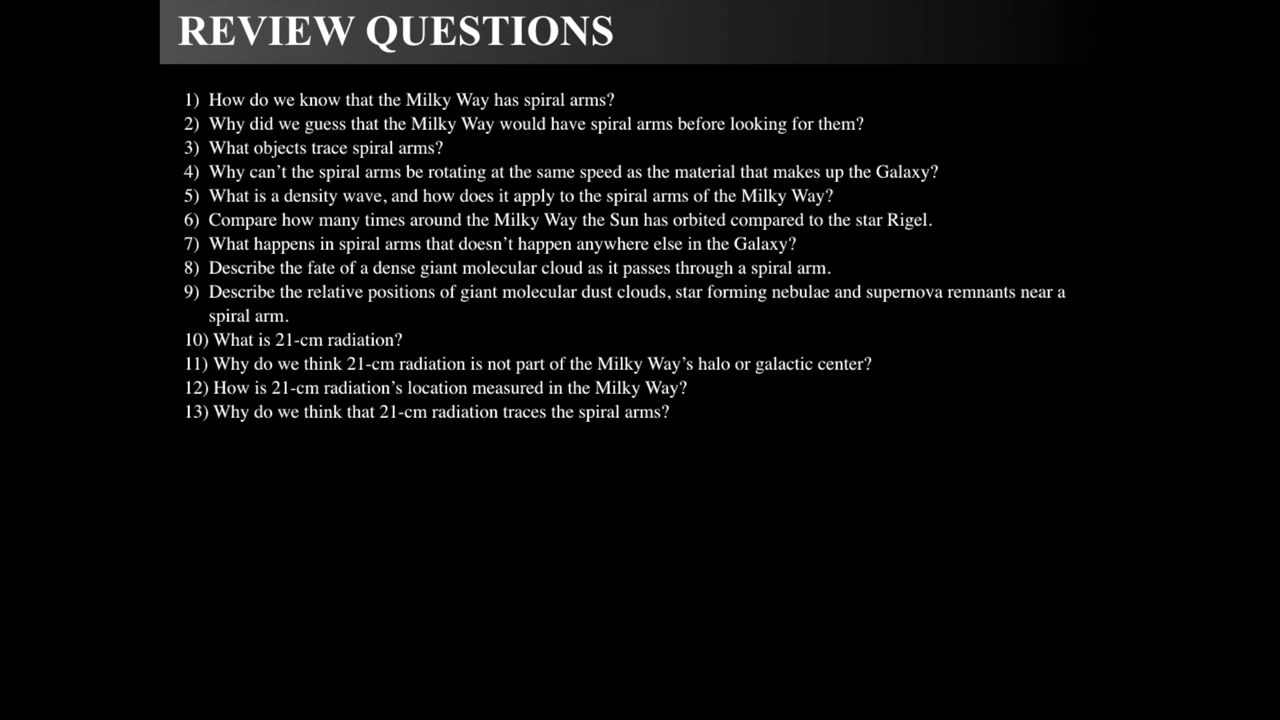 REVIEW QUESTIONS
1) How do we know that the Milky Way has spiral arms?
2) Why did we guess that the Milky Way would have spiral arms before looking for them?
3) What objects trace spiral arms?
4) Why can’t the spiral arms be rotating at the same speed as the material that makes up the Galaxy?
5) What is a density wave, and how does it apply to the spiral arms of the Milky Way?
6) Compare how many times around the Milky Way the Sun has orbited compared to the star Rigel.
7) What happens in spiral arms that doesn’t happen anywhere else in the Galaxy?
8) Describe the fate of a dense giant molecular cloud as it passes through a spiral arm.
9) Describe the relative positions of giant molecular dust clouds, star forming nebulae and supernova remnants near a
spiral arm.
10) What is 21-cm radiation?
11) Why do we think 21-cm radiation is not part of the Milky Way’s halo or galactic center?
12) How is 21-cm radiation’s location measured in the Milky Way?
13) Why do we think that 21-cm radiation traces the spiral arms?